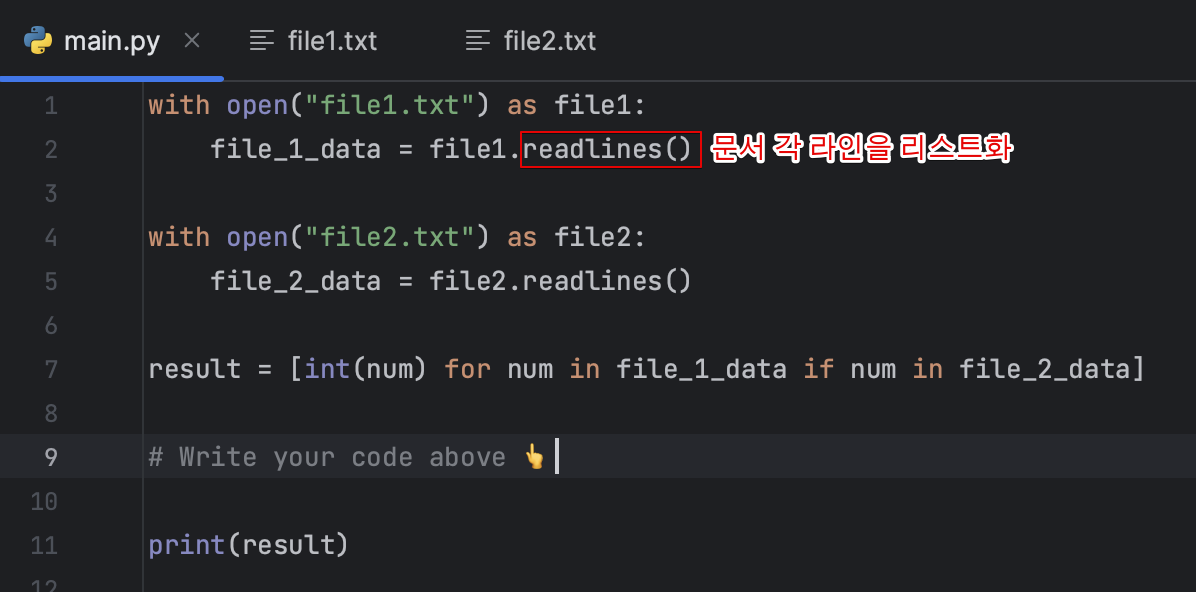 main.py × file1.txt file2.txt
1 with open("file1.txt") as file1:
2     file_1_data = file1.readlines() 문서 각 라인을 리스트화
3
4 with open("file2.txt") as file2:
5     file_2_data = file2.readlines()
6
7 result = [int(num) for num in file_1_data if num in file_2_data]
8
9 # Write your code above 👆
10
11 print(result)
12